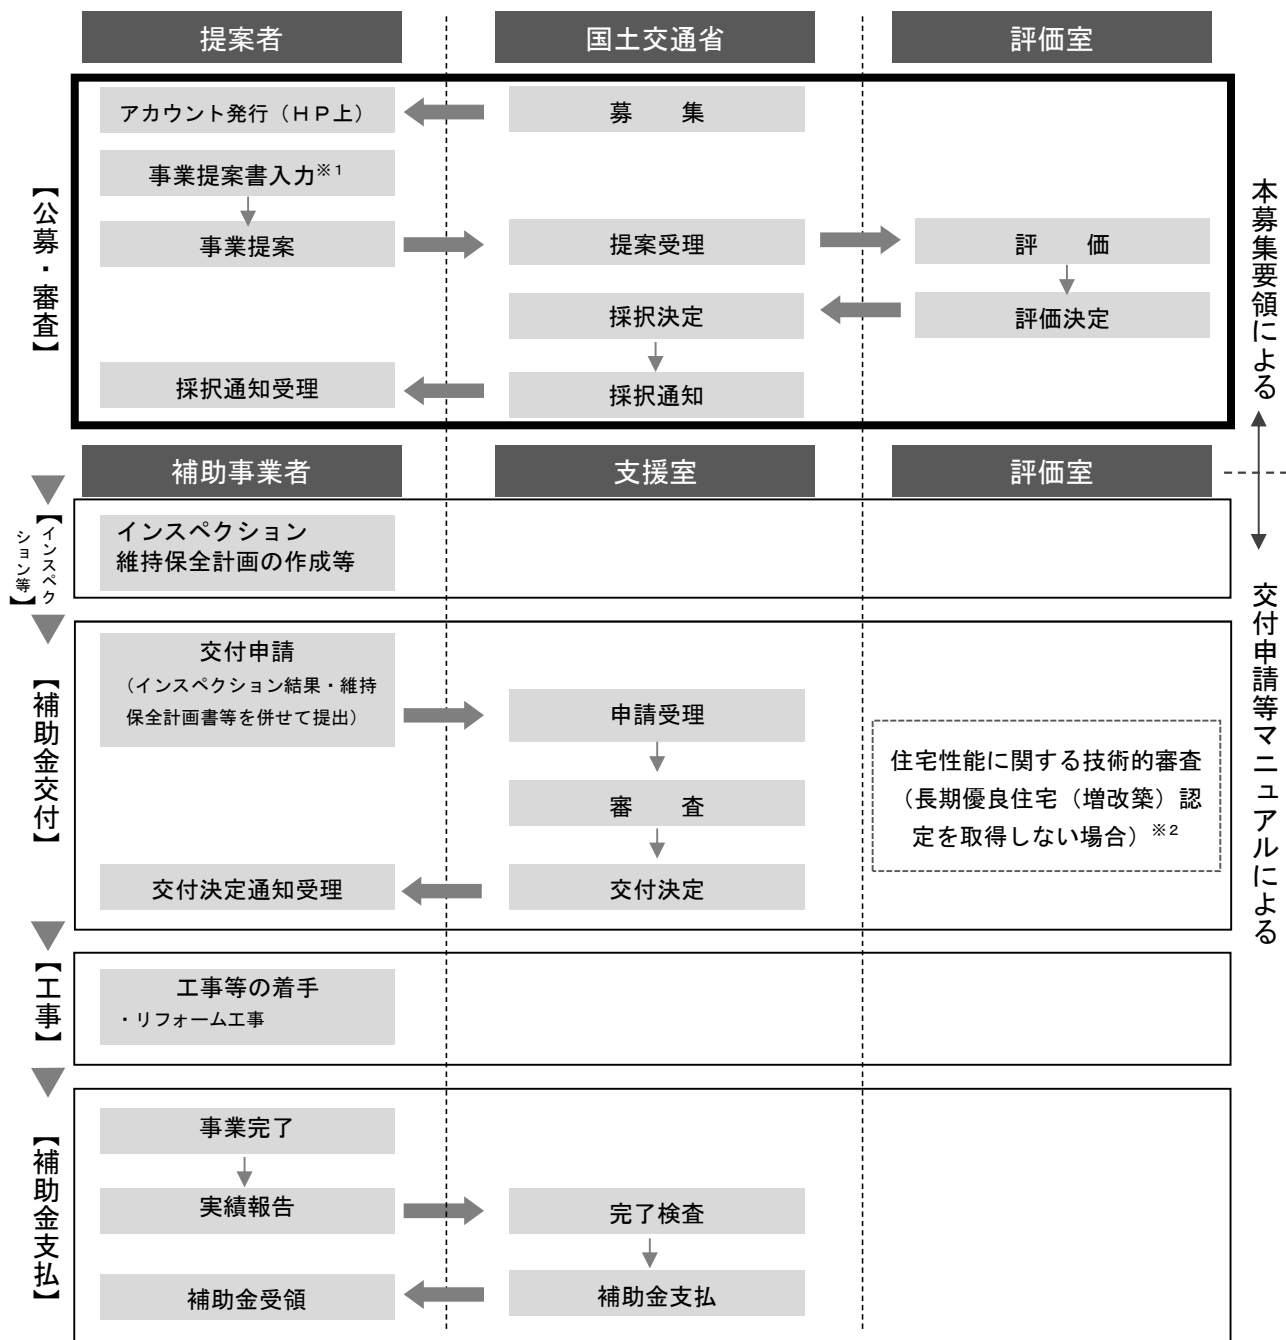 提案者
国土交通省
評価室
アカウント発行（ＨＰ上）
募　　集
事業提案書入力※１
事業提案
提案受理
評　　価
採択決定
評価決定
採択通知受理
採択通知
【公募・審査】
本募集要領による
補助事業者
支援室
評価室
【インスペク
ション等】
インスペクション
維持保全計画の作成等
交付申請等マニュアルによる
【補助金交付】
交付申請
（インスペクション結果・維持
保全計画書等を併せて提出）
申請受理
審　　査
住宅性能に関する技術的審査
（長期優良住宅（増改築）認
定を取得しない場合）※２
交付決定通知受理
交付決定
【工事】
工事等の着手
・リフォーム工事
【補助金支払】
事業完了
実績報告
完了検査
補助金受領
補助金支払